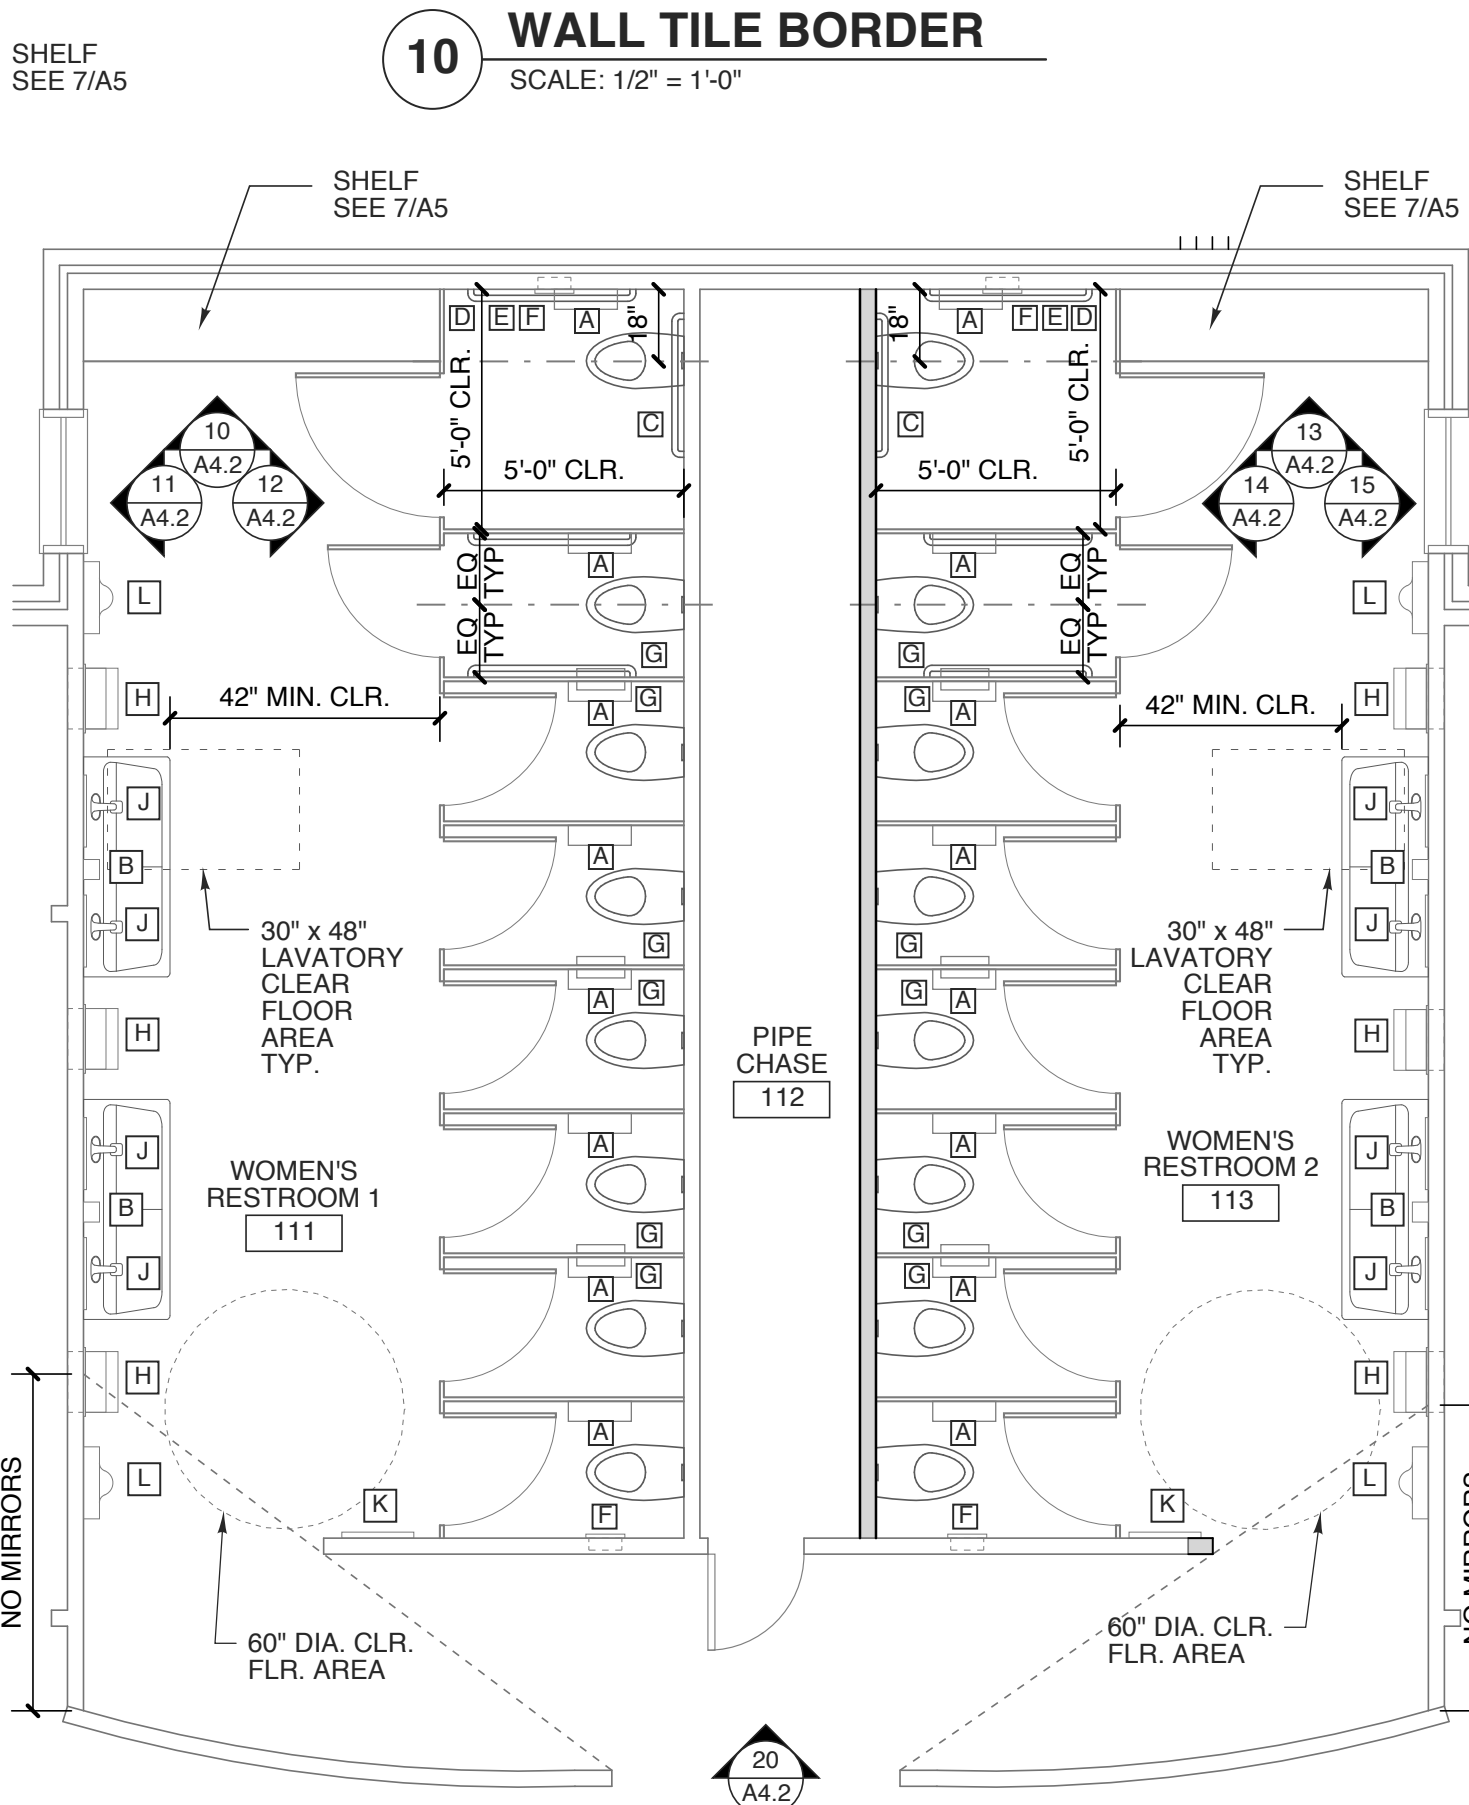 10
WALL TILE BORDER
SCALE: 1/2" = 1'-0"
SHELF
SEE 7/A5
SHELF
SEE 7/A5
SHELF
SEE 7/A5
D E F A 18"
18" A F E D
5'-0" CLR.
5'-0" CLR.
C
C
5'-0" CLR.
5'-0" CLR.
10
A4.2
11
A4.2
12
A4.2
13
A4.2
14
A4.2
15
A4.2
EQ
TYP
EQ
TYP
EQ
TYP
EQ
TYP
A
A
L
L
G
G
H
G
G
H
A
A
42" MIN. CLR.
42" MIN. CLR.
J
J
A
A
B
B
J
J
G
G
30" x 48"
LAVATORY
CLEAR
FLOOR
AREA
TYP.
30" x 48"
LAVATORY
CLEAR
FLOOR
AREA
TYP.
A
G
G
A
H
H
PIPE
CHASE
112
A
A
J
J
B
B
G
G
WOMEN'S
RESTROOM 1
111
WOMEN'S
RESTROOM 2
113
J
J
G
G
A
A
H
H
A
A
L
L
K
K
F
F
NO MIRRORS
NO MIRRORS
60" DIA. CLR.
FLR. AREA
60" DIA. CLR.
FLR. AREA
20
A4.2